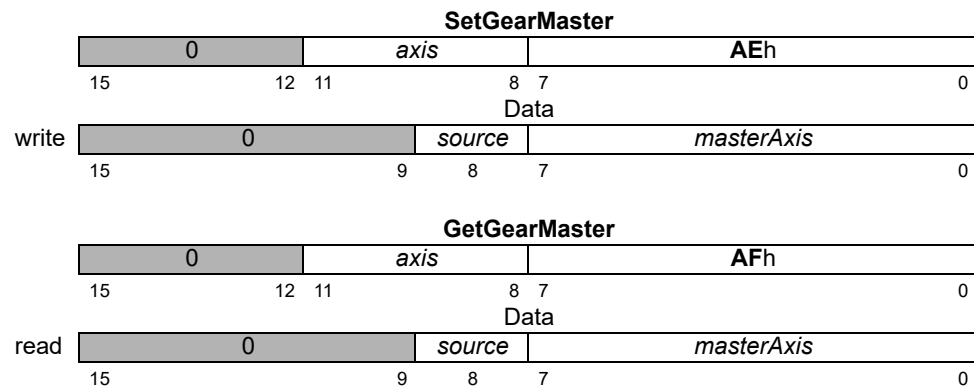 SetGearMaster
0 axis AEh
15 12 11 8 7 0
Data
write 0 source masterAxis
15 9 8 7 0
GetGearMaster
0 axis AFh
15 12 11 8 7 0
Data
read 0 source masterAxis
15 9 8 7 0